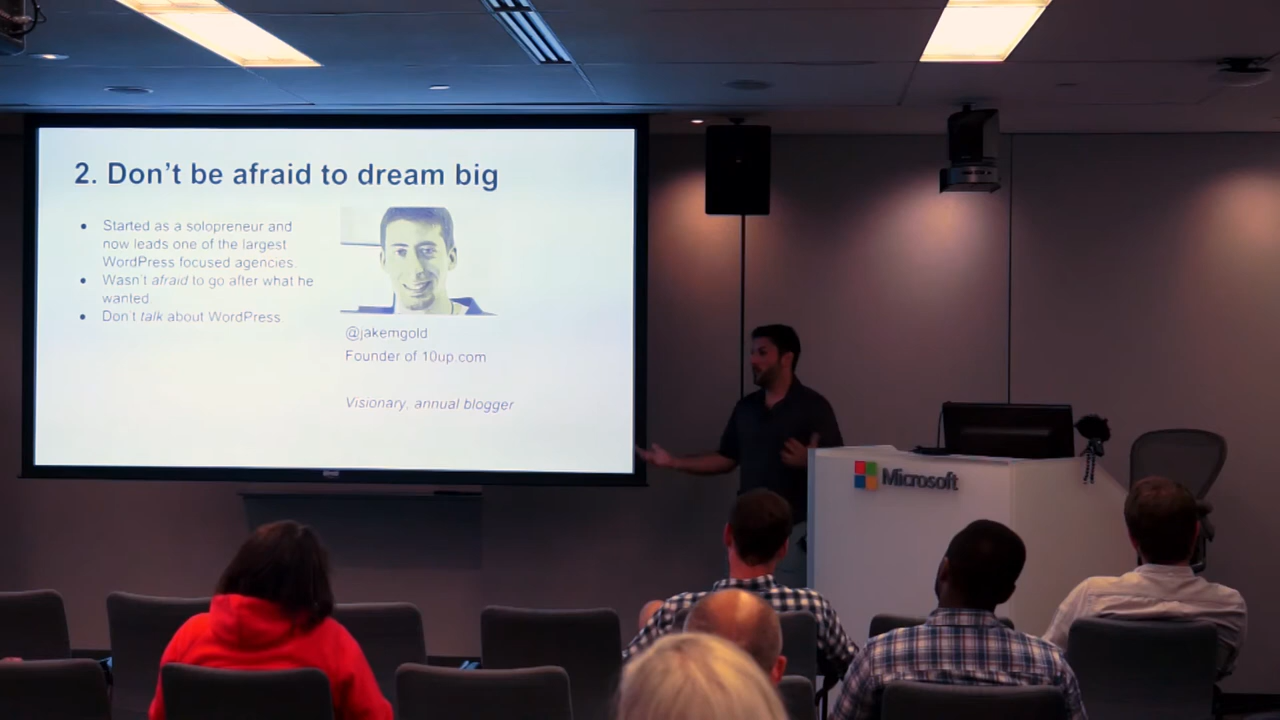 2. Don't be afraid to dream big
Started as a solopreneur and
now leads one of the largest
WordPress focused agencies.
Wasn't afraid to go after what he
wanted.
Don't talk about WordPress
@jakemgold
Founder of 10up.com
Visionary, annual blogger
Microsoft